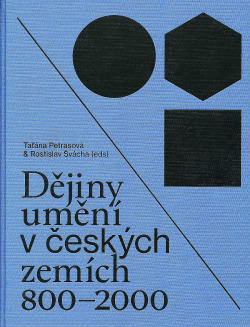 Taťána Petrasová
& Rostislav Švácha (eds)
Dějiny
umění
v českých
zemích
800–2000